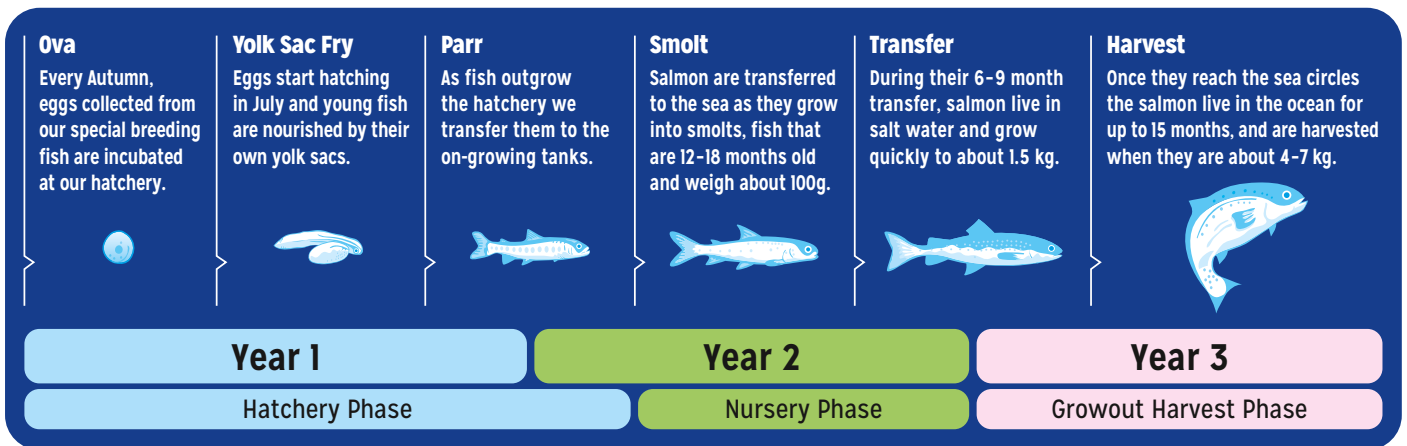 Ova
Every Autumn,
eggs collected from
our special breeding
fish are incubated
at our hatchery.
Yolk Sac Fry
Eggs start hatching
in July and young fish
are nourished by their
own yolk sacs.
Parr
As fish outgrow
the hatchery we
transfer them to the
on-growing tanks.
Smolt
Salmon are transferred
to the sea as they grow
into smolts, fish that
are 12-18 months old
and weigh about 100g.
Transfer
During their 6-9 month
transfer, salmon live in
salt water and grow
quickly to about 1.5 kg.
Harvest
Once they reach the sea circles
the salmon live in the ocean for
up to 15 months, and are harvested
when they are about 4-7 kg.
Year 1
Year 2
Year 3
Hatchery Phase
Nursery Phase
Growout Harvest Phase